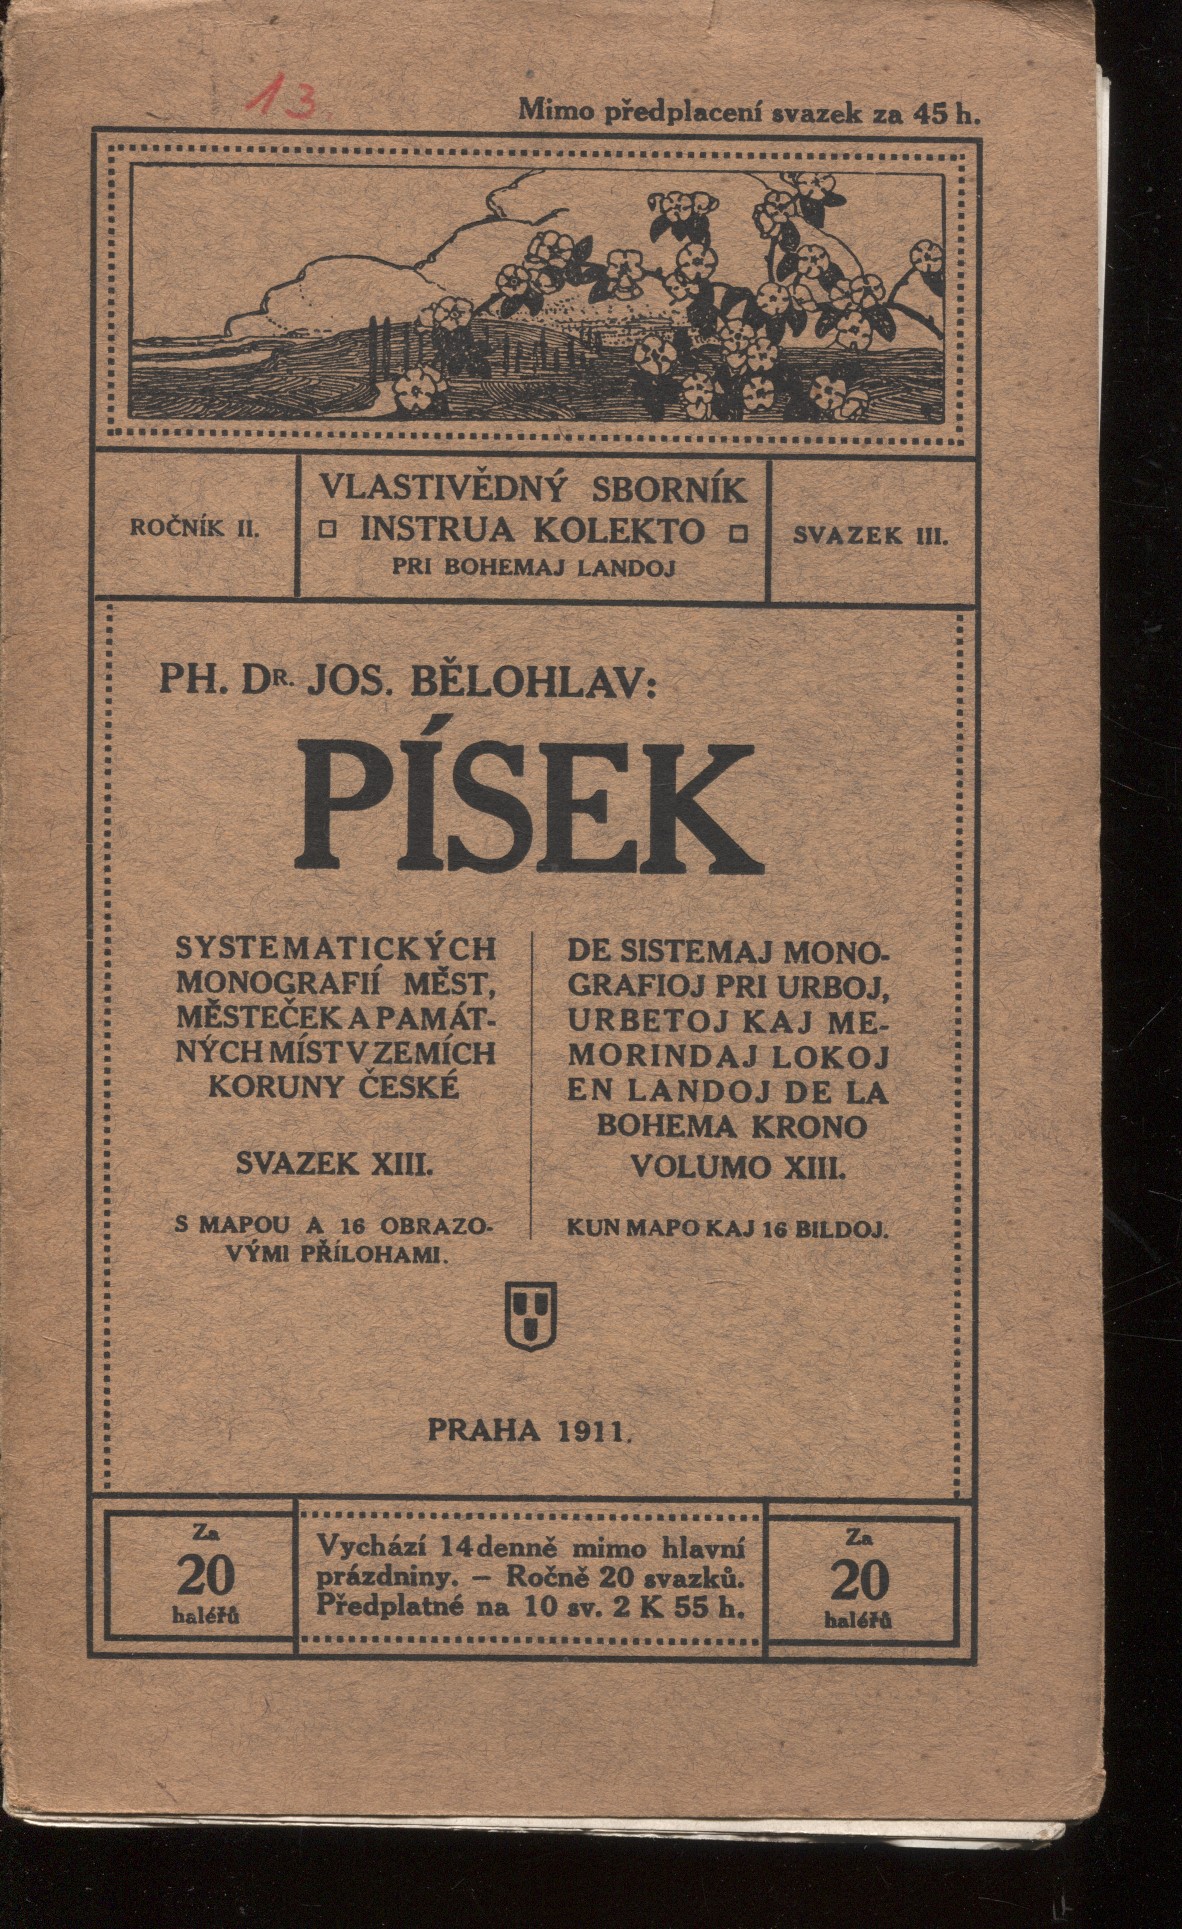 13
Mimo předplacení svazek za 45 h.
ROČNÍK II.
VLASTIVĚDNÝ SBORNÍK
INSTRUA KOLEKTO
PRI BOHEMAJ LANDOJ
SVAZEK III.
PH. DR. JOS. BĚLOHLAV:
PÍSEK
SYSTEMATICKÝCH
MONOGRAFIÍ MĚST,
MĚSTEČEK A PAMÁT-
NÝCH MÍST V ZEMÍCH
KORUNY ČESKÉ
SVAZEK XIII.
S MAPOU A 16 OBRAZO-
VÝMI PŘÍLOHAMI.
DE SISTEMAJ MONO-
GRAFIOJ PRI URBOJ,
URBETOJ KAJ ME-
MORINDAJ LOKOJ
EN LANDOJ DE LA
BOHEMA KRONO
VOLUMO XIII.
KUN MAPO KAJ 16 BILDOJ.
PRAHA 1911.
Za
20
haléřů
Vychází 14denně mimo hlavní
prázdniny. – Ročně 20 svazků.
Předplatné na 10 sv. 2 K 55 h.
Za
20
haléřů